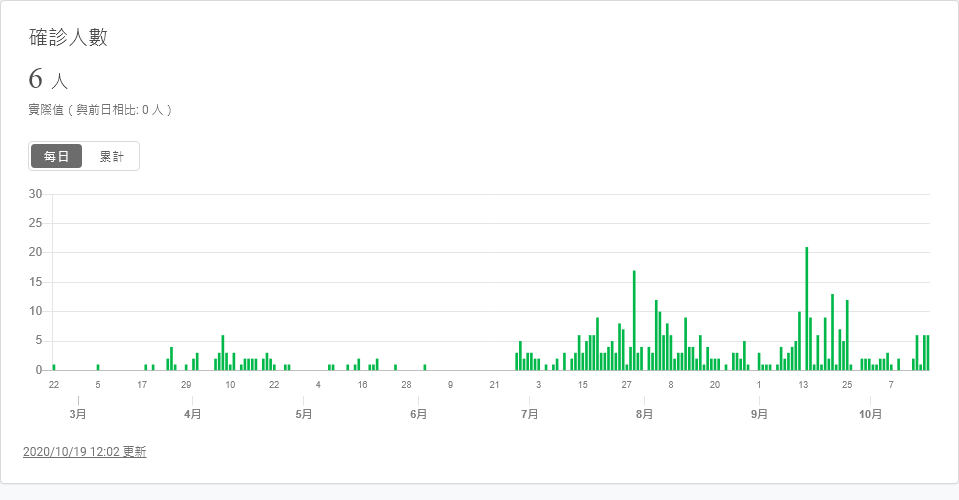 確診人數
6 人
實際值（與前日相比: 0 人）
每日 累計
30
25
20
15
10
5
0
22 5 17 29 10 22 4 16 28 9 21 3 15 27 8 20 1 13 25 7
3月 4月 5月 6月 7月 8月 9月 10月
2020/10/19 12:02 更新